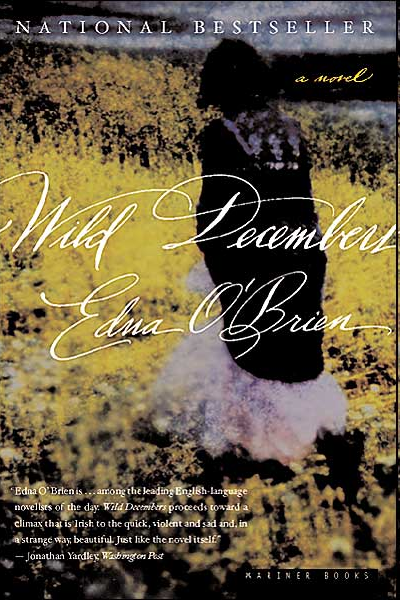 NATIONAL BESTSELLER
a novel
Wild Decembers
Edna O'Brien
"Edna O'Brien is . . . among the leading English-language
novelists of the day. Wild Decembers proceeds toward a
climax that is Irish to the quick, violent and sad and, in
a strange way, beautiful. Just like the novel itself."
— Jonathan Yardley, Washington Post
MARINER BOOKS